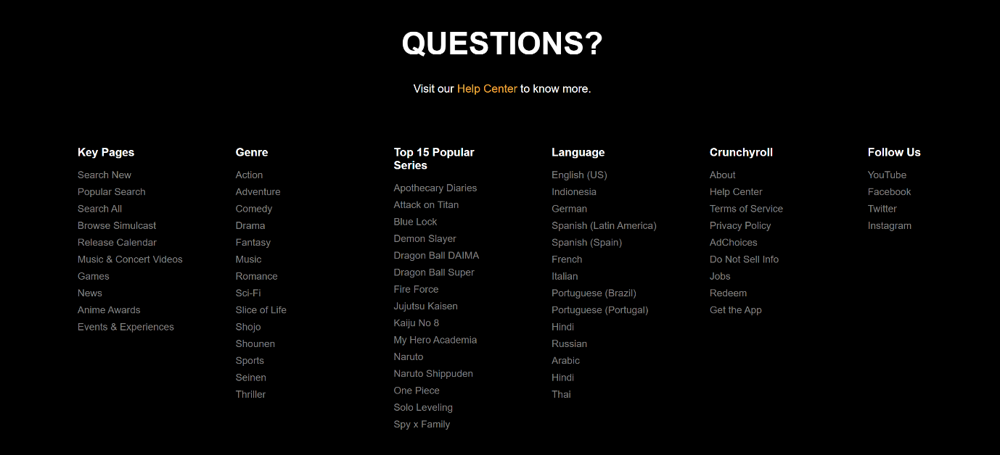 QUESTIONS?
Visit our Help Center to know more.
Key Pages
Search New
Popular Search
Search All
Browse Simulcast
Release Calendar
Music & Concert Videos
Games
News
Anime Awards
Events & Experiences
Genre
Action
Adventure
Comedy
Drama
Fantasy
Music
Romance
Sci-Fi
Slice of Life
Shojo
Shounen
Sports
Seinen
Thriller
Top 15 Popular
Series
Apothecary Diaries
Attack on Titan
Blue Lock
Demon Slayer
Dragon Ball DAIMA
Dragon Ball Super
Fire Force
Jujutsu Kaisen
Kaiju No 8
My Hero Academia
Naruto
Naruto Shippuden
One Piece
Solo Leveling
Spy x Family
Language
English (US)
Indionesia
German
Spanish (Latin America)
Spanish (Spain)
French
Italian
Portuguese (Brazil)
Portuguese (Portugal)
Hindi
Russian
Arabic
Hindi
Thai
Crunchyroll
About
Help Center
Terms of Service
Privacy Policy
AdChoices
Do Not Sell Info
Jobs
Redeem
Get the App
Follow Us
YouTube
Facebook
Twitter
Instagram